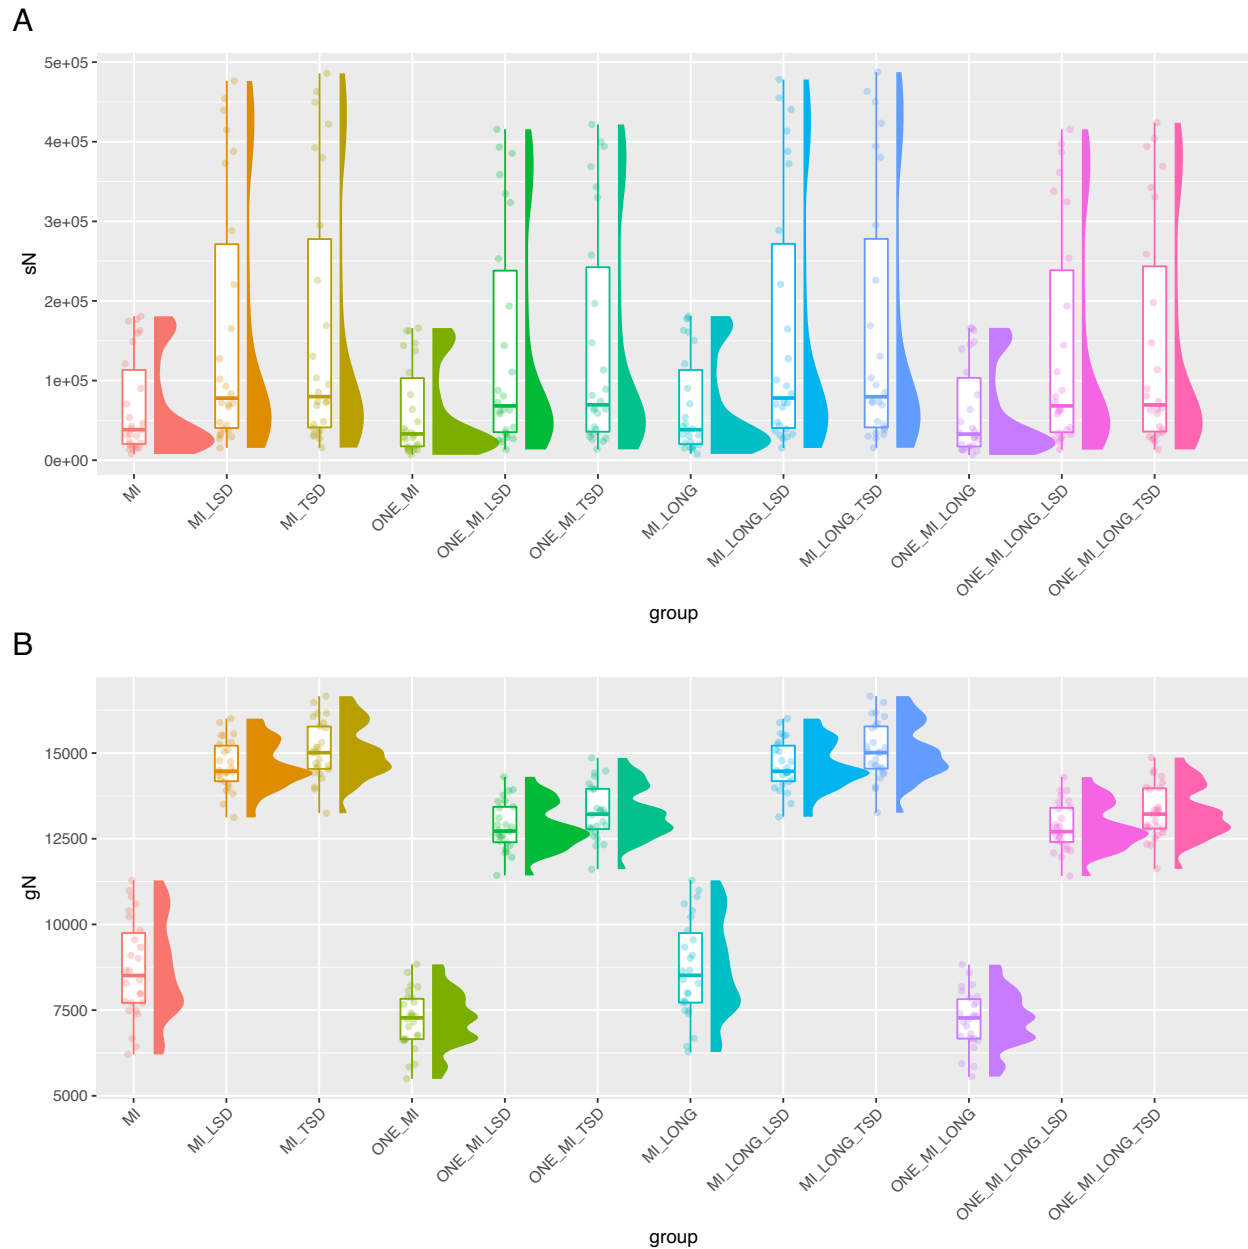 A
5e+05
4e+05
3e+05
2e+05
1e+05
0e+00
sN
MI
MI_LSD
MI_TSD
ONE_MI
ONE_MI_LSD
ONE_MI_TSD
MI_LONG
MI_LONG_LSD
MI_LONG_TSD
ONE_MI_LONG
ONE_MI_LONG_LSD
ONE_MI_LONG_TSD
group
B
15000
12500
10000
7500
5000
gN
MI
MI_LSD
MI_TSD
ONE_MI
ONE_MI_LSD
ONE_MI_TSD
MI_LONG
MI_LONG_LSD
MI_LONG_TSD
ONE_MI_LONG
ONE_MI_LONG_LSD
ONE_MI_LONG_TSD
group